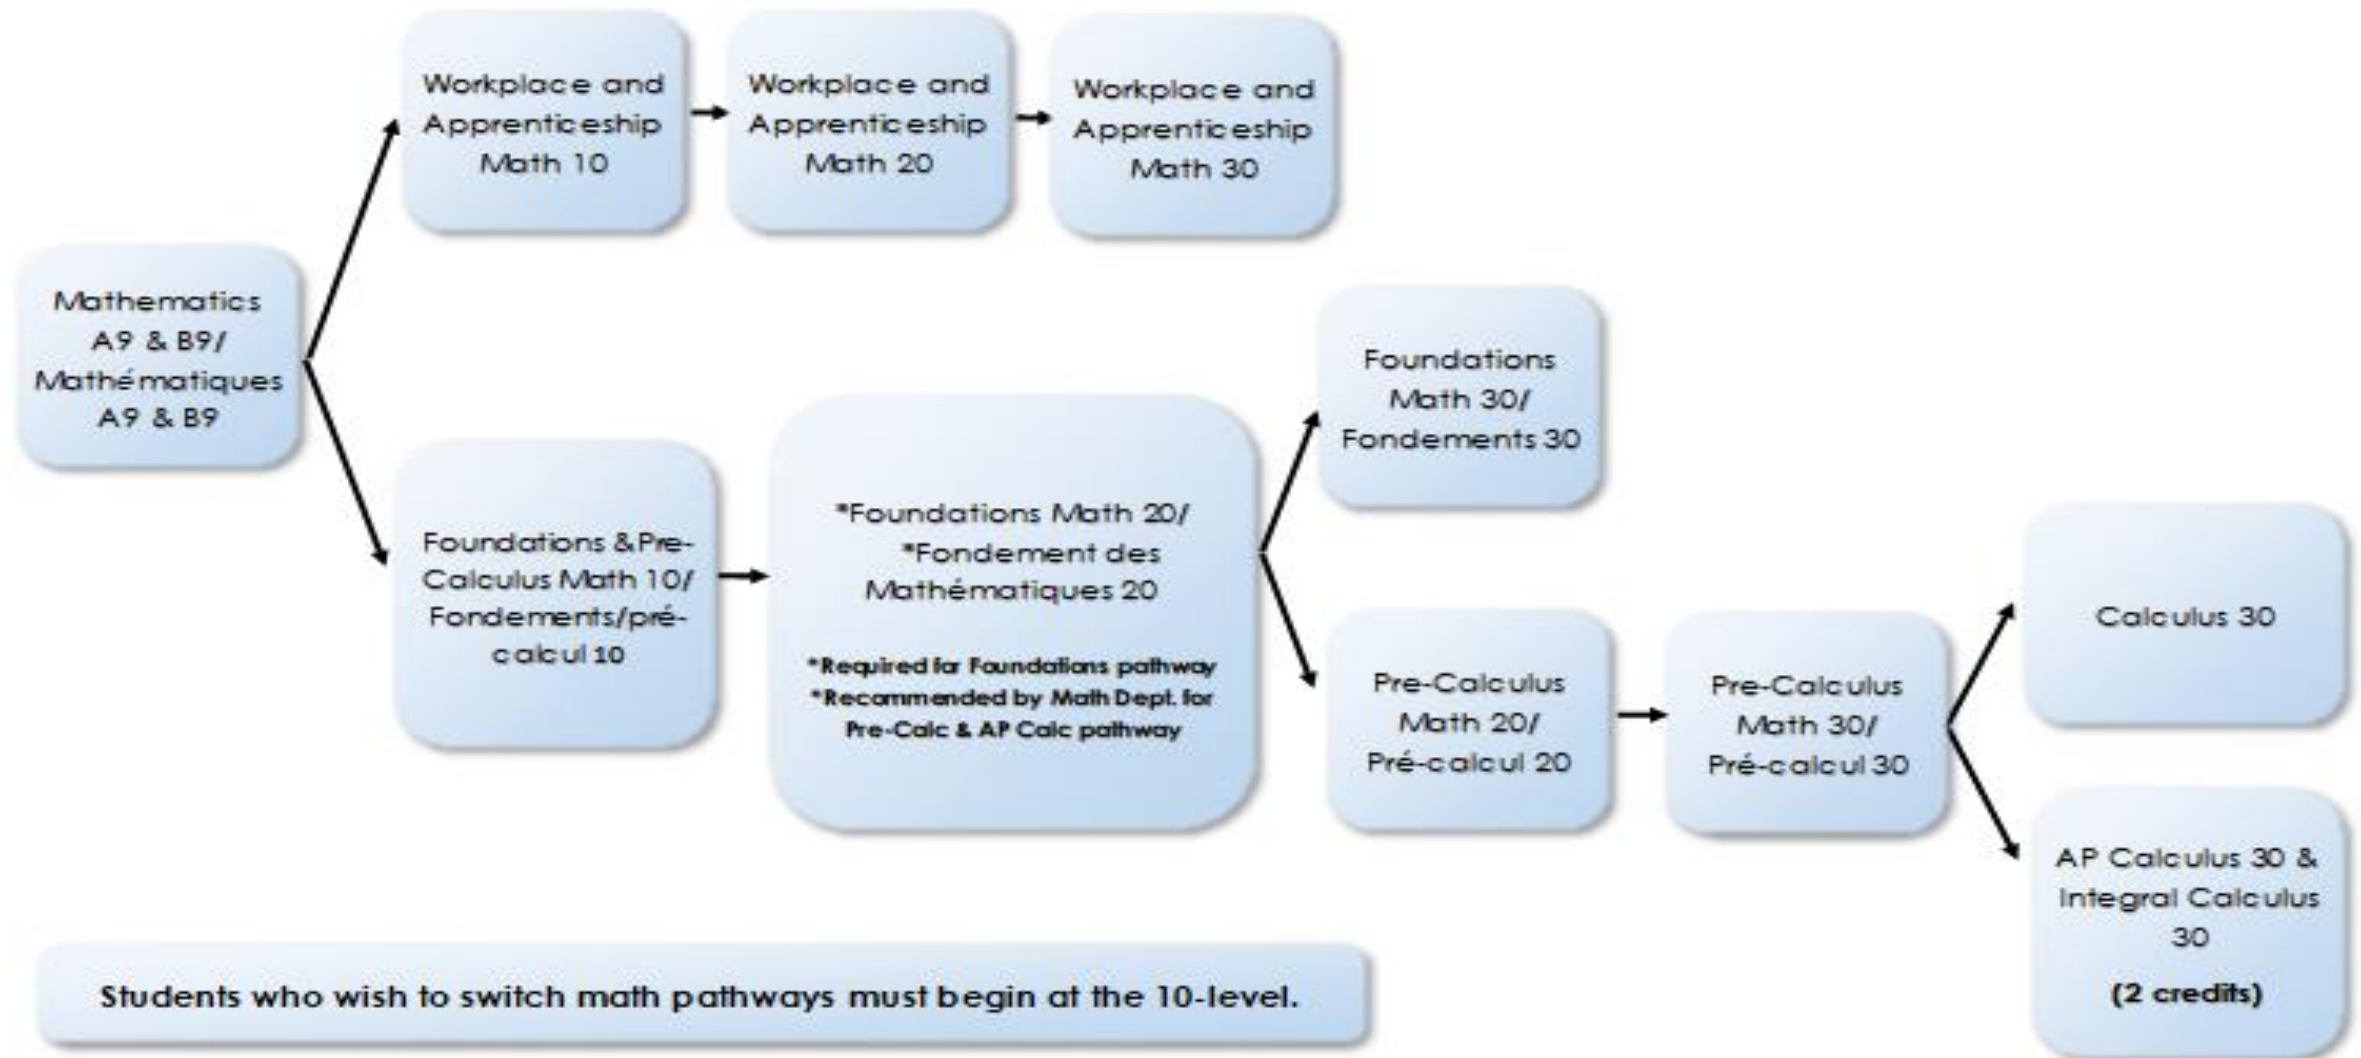 Workplace and
Apprenticeship
Math 10
Workplace and
Apprenticeship
Math 20
Workplace and
Apprenticeship
Math 30
Mathematics
A9 & B9/
Mathématiques
A9 & B9
Foundations & Pre-
Calculus Math 10/
Fondements/pré-
calcul 10
*Foundations Math 20/
*Fondement des
Mathématiques 20
*Required for Foundations pathway
*Recommended by Math Dept. for
Pre-Calc & AP Calc pathway
Foundations
Math 30/
Fondements 30
Pre-Calculus
Math 20/
Pré-calcul 20
Pre-Calculus
Math 30/
Pré-calcul 30
Calculus 30
AP Calculus 30 &
Integral Calculus
30
(2 credits)
Students who wish to switch math pathways must begin at the 10-level.